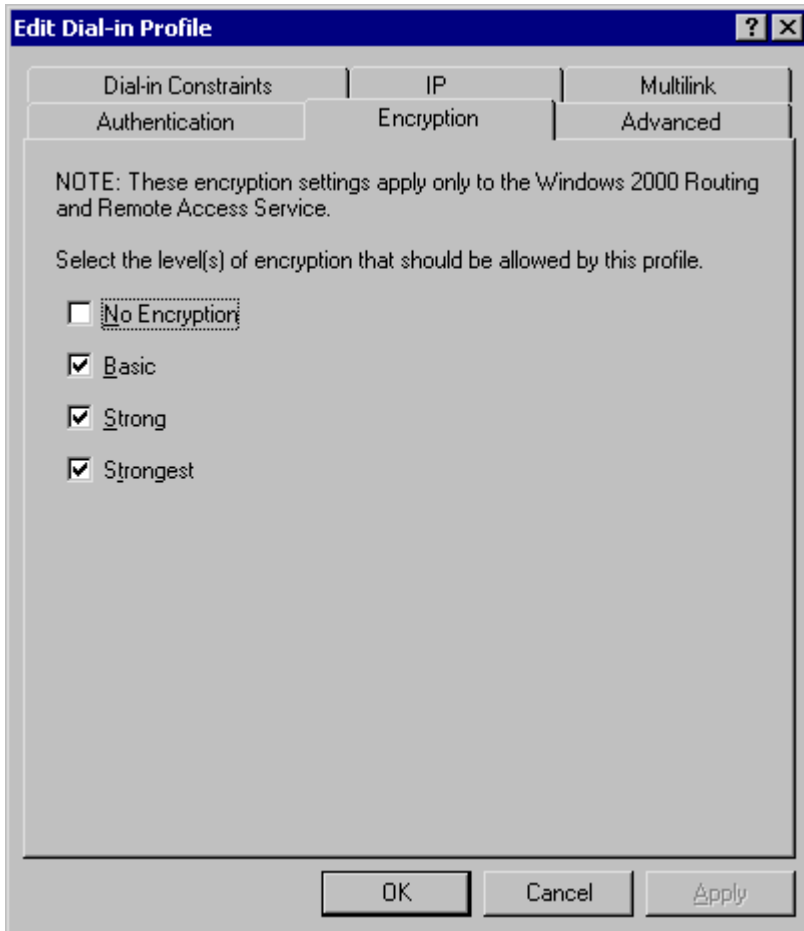 Edit Dial-in Profile
Dial-in Constraints
IP
Multilink
Authentication
Encryption
Advanced
NOTE: These encryption settings apply only to the Windows 2000 Routing
and Remote Access Service.
Select the level(s) of encryption that should be allowed by this profile.
No Encryption
Basic
Strong
Strongest
OK
Cancel
Apply